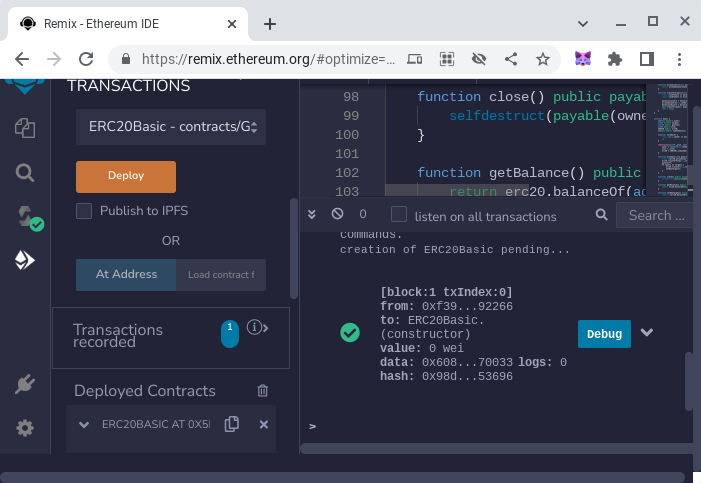 Remix - Ethereum IDE
https://remix.ethereum.org/#optimize=...
TRANSACTIONS
ERC20Basic - contracts/G
Deploy
Publish to IPFS
OR
At Address
Load contract f
Transactions
recorded
1
Deployed Contracts
ERC20BASIC AT 0X5
98 function close() public payab
99 selfdestruct(payable(owne
100 }
101
102 function getBalance() public
103 return erc20.balanceOf(ad
0
listen on all transactions
Search ...
commands.
creation of ERC20Basic pending...
[block:1 txIndex:0]
from: 0xf39...92266
to: ERC20Basic.
(constructor)
value: 0 wei
data: 0x608...70033 logs: 0
hash: 0x98d...53696
Debug
>